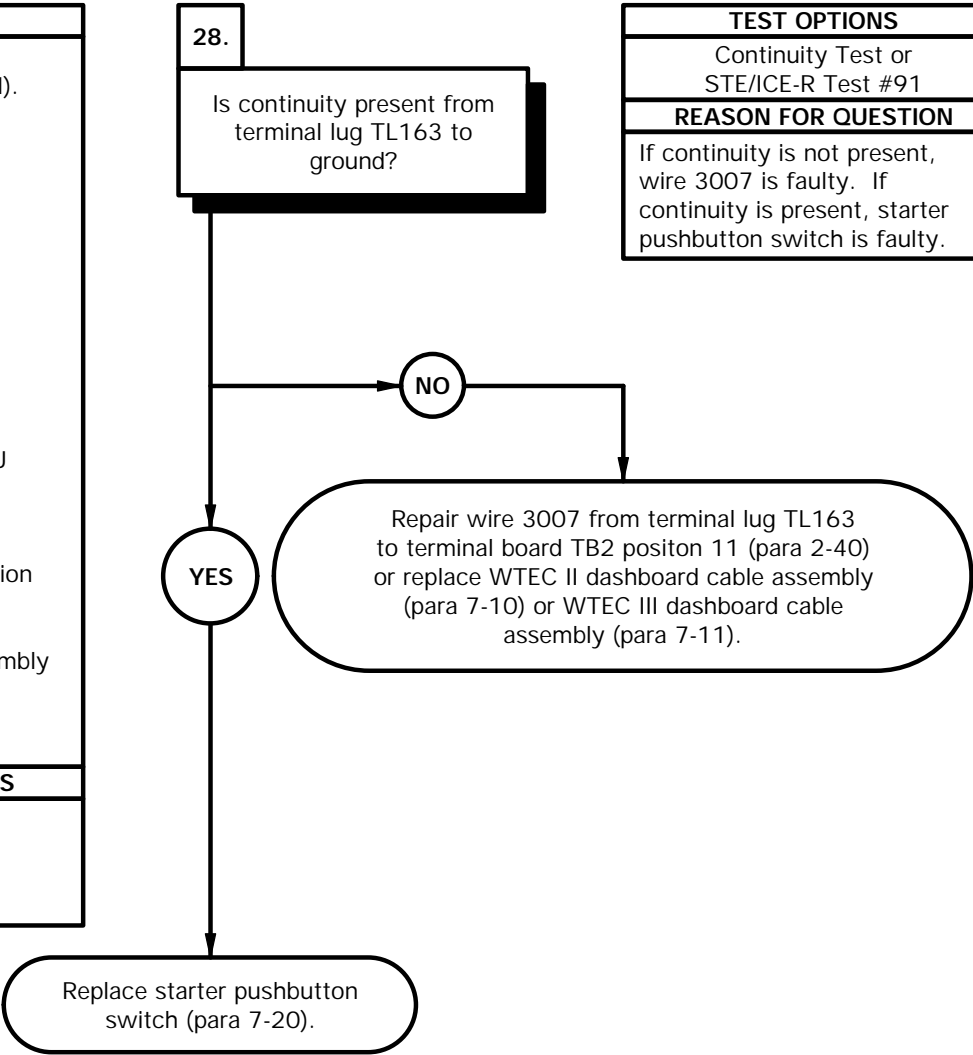 l).
J
tion
mbly
S
28.
Is continuity present from
terminal lug TL163 to
ground?
TEST OPTIONS
Continuity Test or
STE/ICE-R Test #91
REASON FOR QUESTION
If continuity is not present,
wire 3007 is faulty. If
continuity is present, starter
pushbutton switch is faulty.
NO
Repair wire 3007 from terminal lug TL163
to terminal board TB2 positon 11 (para 2-40)
or replace WTEC II dashboard cable assembly
(para 7-10) or WTEC III dashboard cable
assembly (para 7-11).
YES
Replace starter pushbutton
switch (para 7-20).